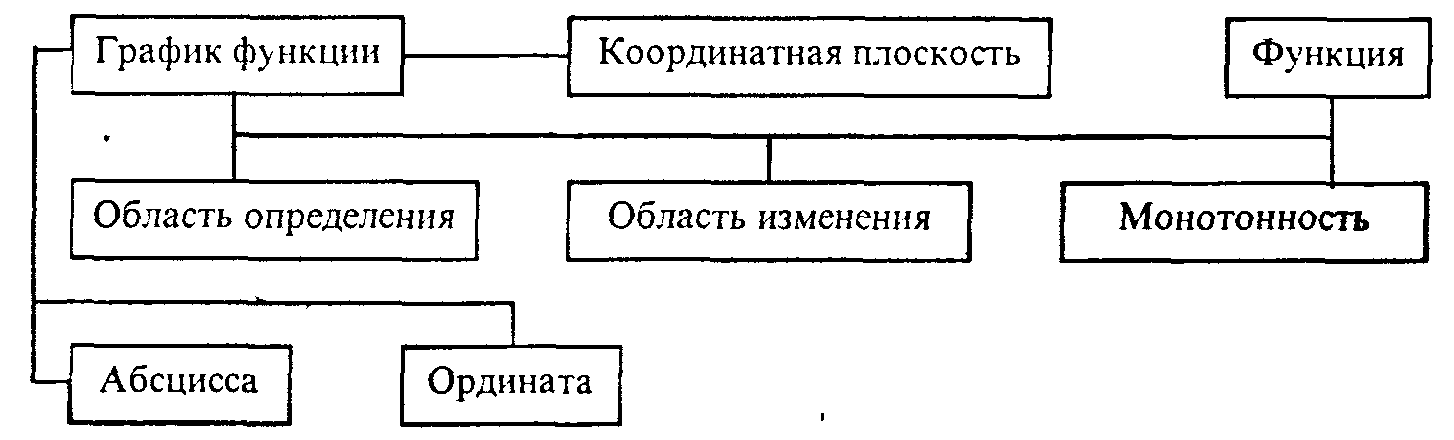 График функции
Координатная плоскость
Функция
Область определения
Область изменения
Монотонность
Абсцисса
Ордината